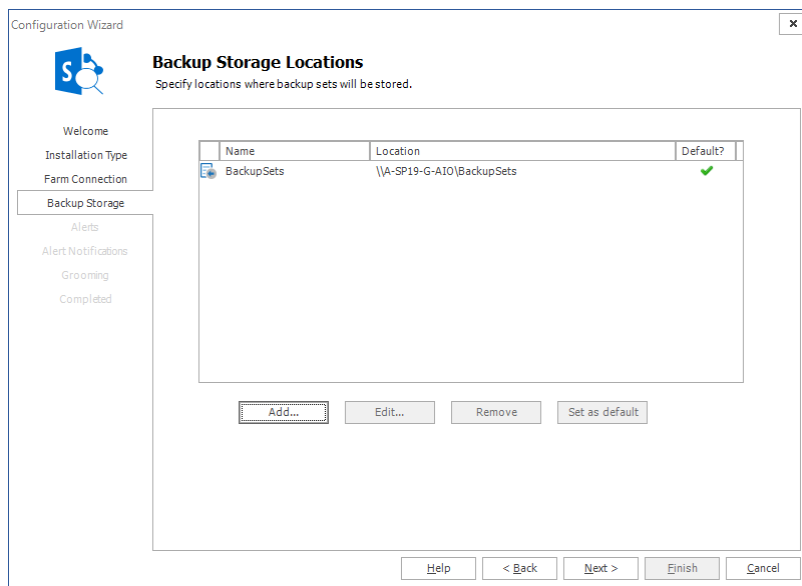 Configuration Wizard
S
Backup Storage Locations
Specify locations where backup sets will be stored.
Welcome
Installation Type
Farm Connection
Backup Storage
Alerts
Alert Notifications
Grooming
Completed
Name Location Default?
BackupSets \\A-SP19-G-AIO\BackupSets
Add... Edit... Remove Set as default
Help < Back Next > Finish Cancel